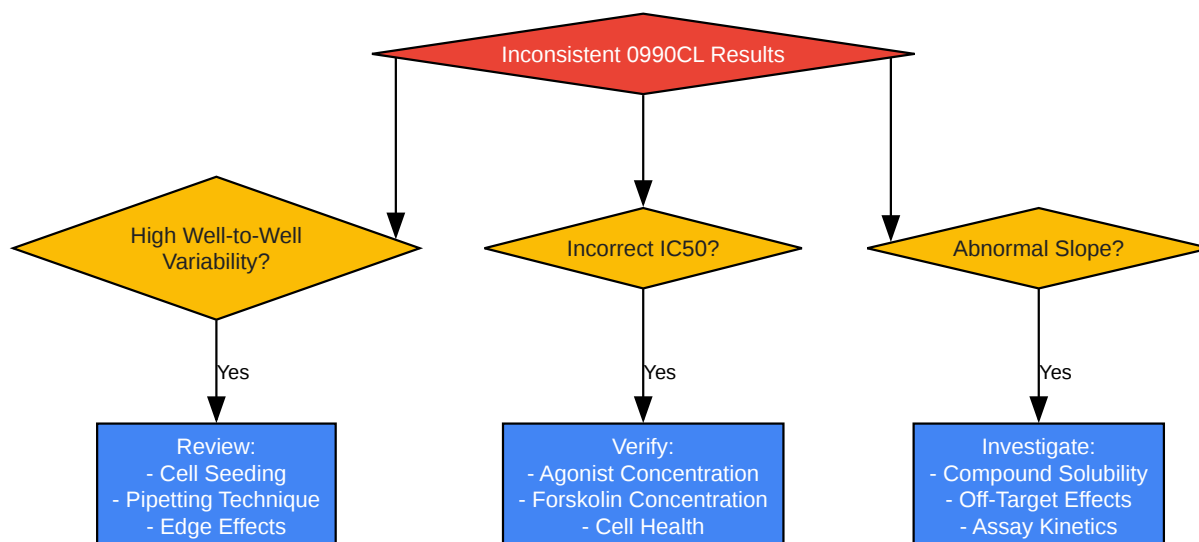 Inconsistent 0990CL Results
High Well-to-Well
Variability?
Incorrect IC50?
Abnormal Slope?
Yes
Yes
Yes
Review:
- Cell Seeding
- Pipetting Technique
- Edge Effects
Verify:
- Agonist Concentration
- Forskolin Concentration
- Cell Health
Investigate:
- Compound Solubility
- Off-Target Effects
- Assay Kinetics